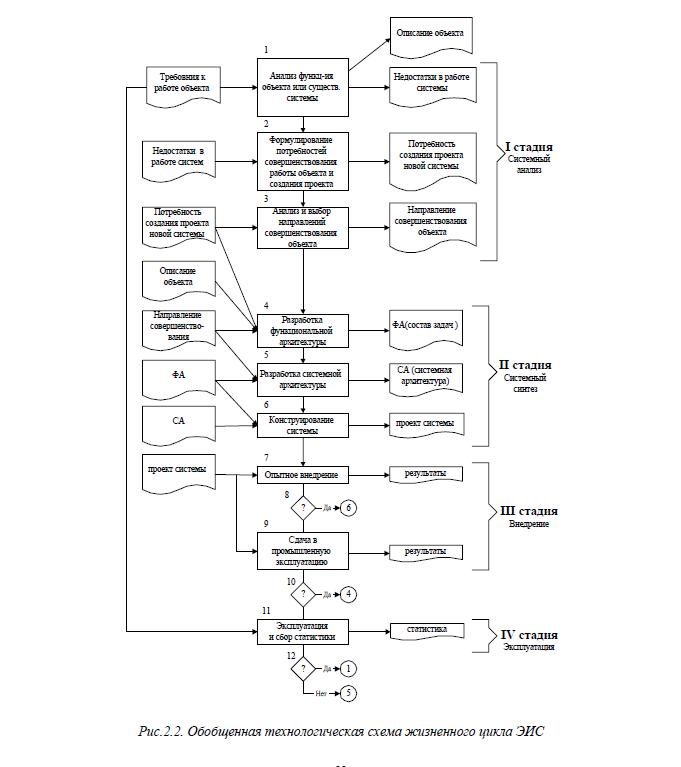 Описание объекта
1
Требовния к
работе объекта
Анализ функц-ия
объекта или существ.
системы
Недостатки в работе
системы
2
Недостатки в
работе систем
Формулирование
потребностей
совершенствования
работы объекта и
создания проекта
Потребность
создания проекта
новой системы
I стадия
Системный
анализ
3
Потребность
создания проекта
новой системы
Анализ и выбор
направлений
совершенствования
объекта
Направление
совершенствования
объекта
Описание
объекта
4
Направление
совершенство-
вания
Разработка
функциональной
архитектуры
ФА(состав задач )
5
ФА
Разработка системной
архитектуры
СА (системная
архитектура)
II стадия
Системный
синтез
6
СА
Конструирование
системы
проект системы
7
проект системы
Опытное внедрение
результаты
8
?
Да
6
III стадия
Внедрение
9
Сдача в
промышленную
эксплуатацию
результаты
10
?
Да
4
11
Эксплуатация
и сбор статистики
статистика
IV стадия
Эксплуатация
12
?
Да
1
Нет
5
Рис.2.2. Обобщенная технологическая схема жизненного цикла ЭИС